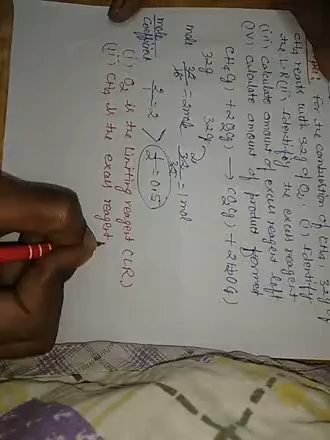 for the combustion of CH4, 32g of
CH4 reacts with 32g of O2. (i) Identify
the L.R (ii) Identify the excess reagent
(iii) calculate amount of excess reagent left
(iv) calculate amount of product formed
CH4(g) + 2O2(g) → CO2(g) + 2H2O(g)
32g 32g
mole 32/16 = 2mole 32/32 = 1mol
mole/coefficient 2/1 = 2 > 1/2 = 0.5
(i) O2 is the limiting reagent (LR)
(ii) CH4 is the excess reagent